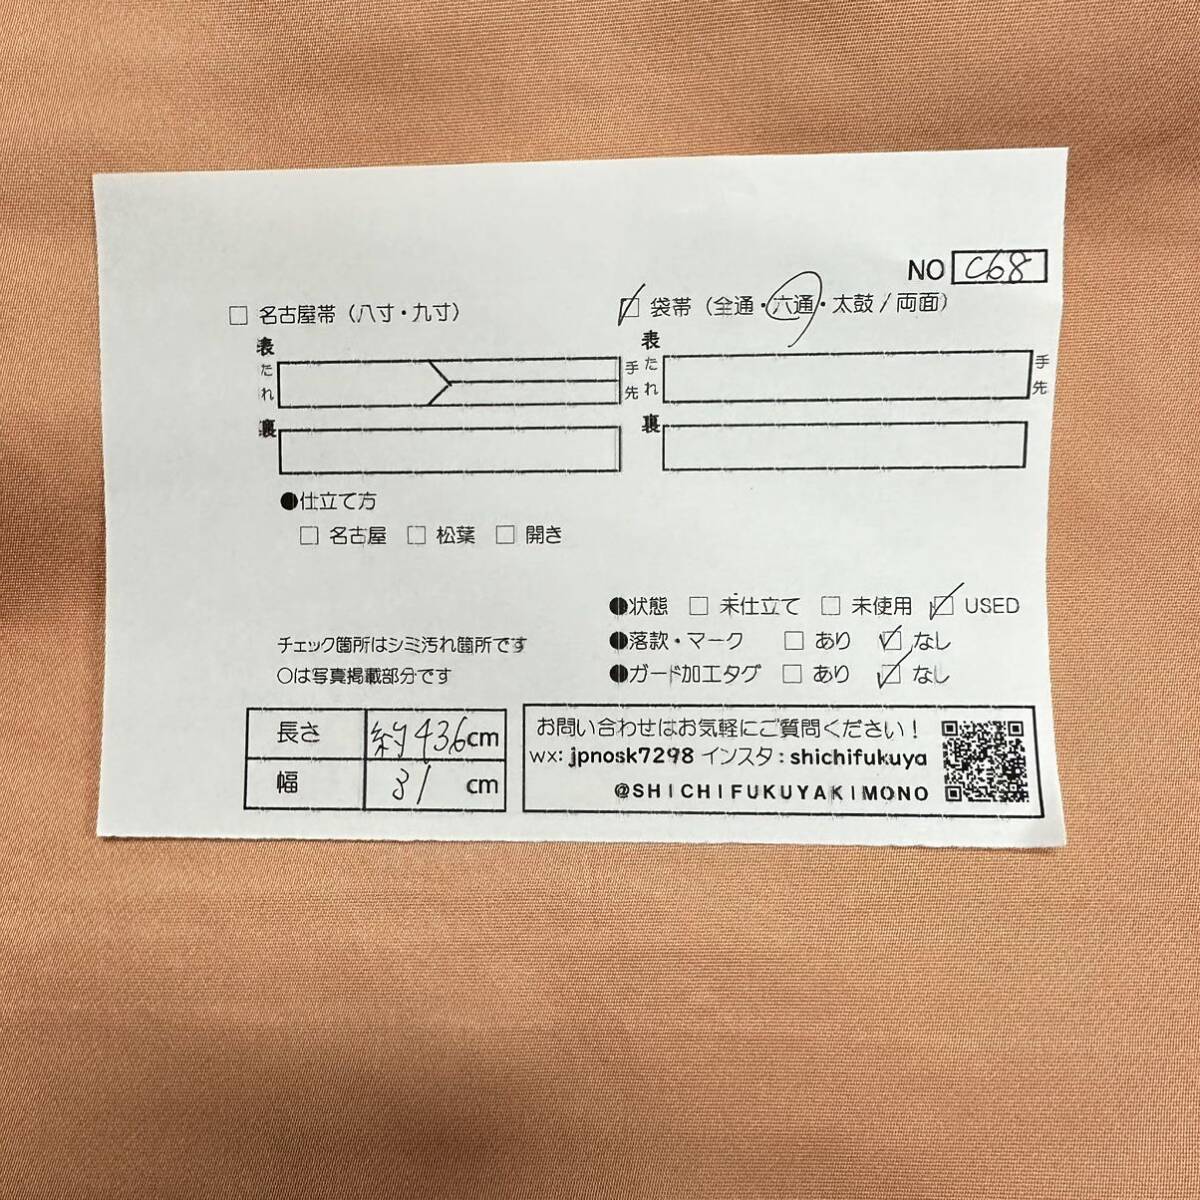 NO C68
□ 名古屋帯（八寸・九寸）
☑ 袋帯（全通・六通・太鼓/両面）
表
たれ
手先
裏
表
たれ
手先
裏
●仕立て方
□ 名古屋 □ 松葉 □ 開き
●状態 □ 未仕立て □ 未使用 ☑ USED
●落款・マーク □ あり ☑ なし
●ガード加工タグ □ あり ☑ なし
チェック箇所はシミ汚れ箇所です
○は写真掲載部分です
長さ 約436cm
幅 31 cm
お問い合わせはお気軽にご質問ください！
wx: jpnosk7298 インスタ：shichifukuya
@SHICHIFUKUYAKIMONO